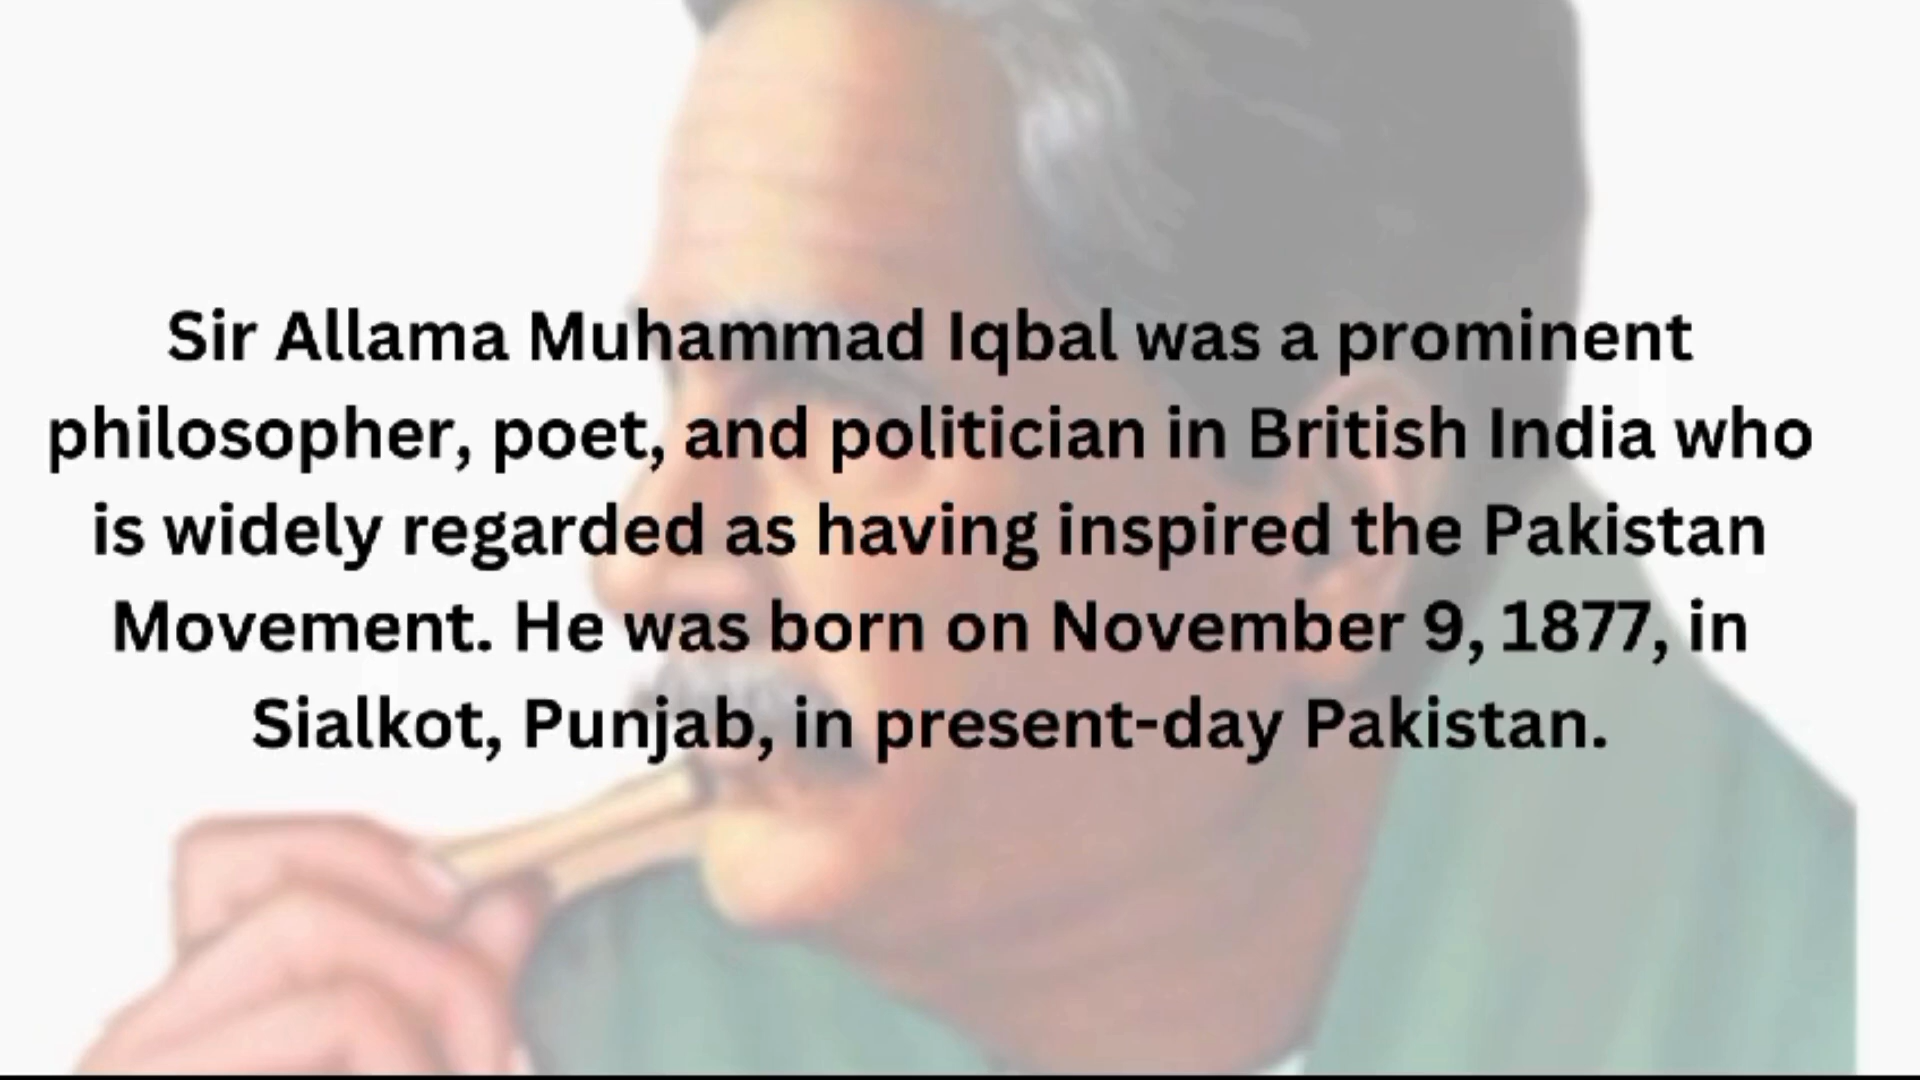 Sir Allama Muhammad Iqbal was a prominent
philosopher, poet, and politician in British India who
is widely regarded as having inspired the Pakistan
Movement. He was born on November 9, 1877, in
Sialkot, Punjab, in present-day Pakistan.